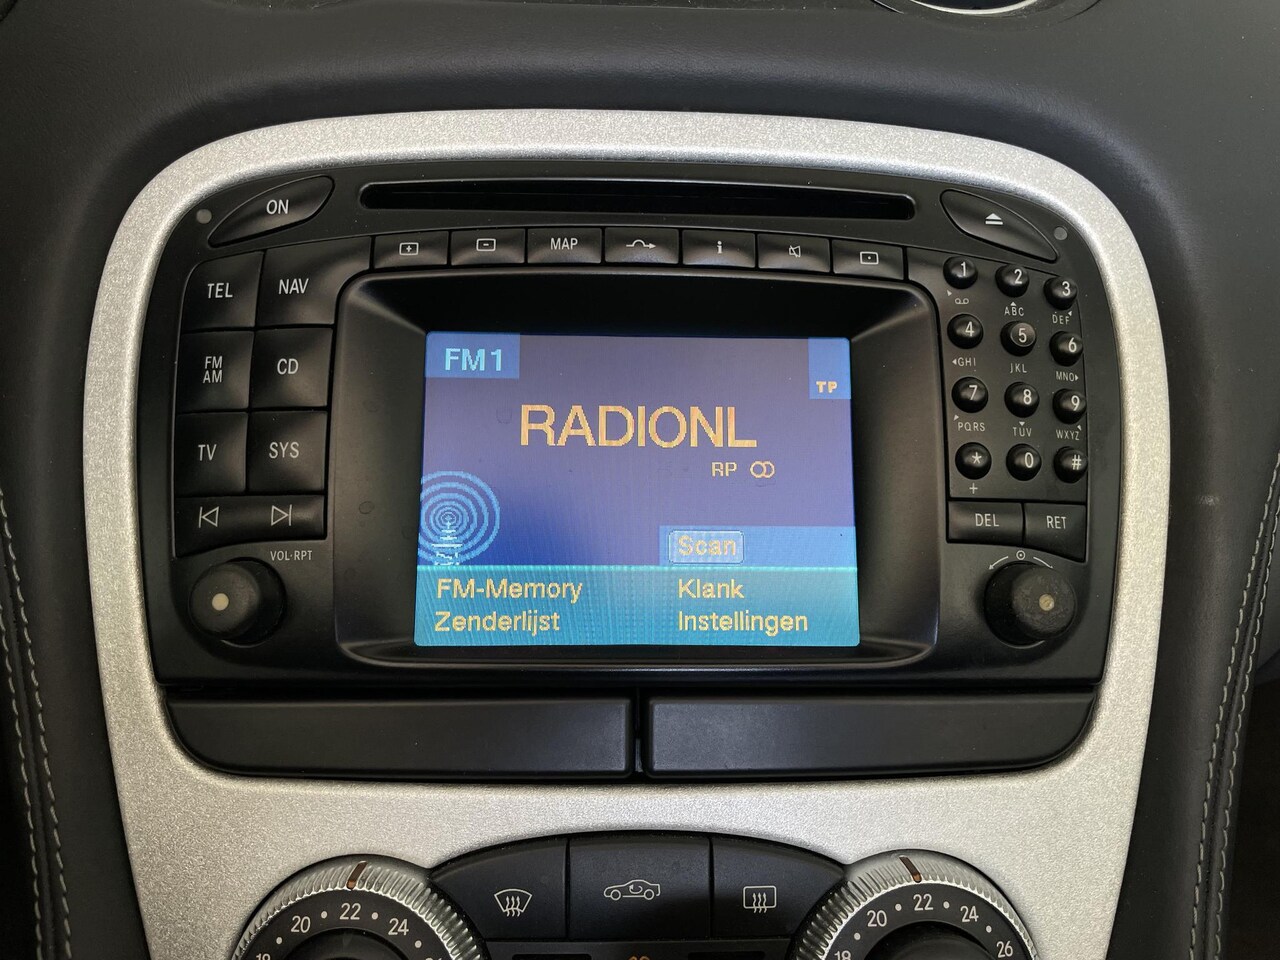 ON
MAP
i
TEL
NAV
FM
AM
CD
TV
SYS
VOL·RPT
1
2
ABC
3
DEF
4
GHI
5
JKL
6
MNO
7
PQRS
8
TUV
9
WXYZ
*
+
0
#
DEL
RET
FM1
TP
RADIONL
RP
Scan
FM-Memory
Klank
Zenderlijst
Instellingen
20 • 22 • 24
18 • 20 • 22 • 24 • 26